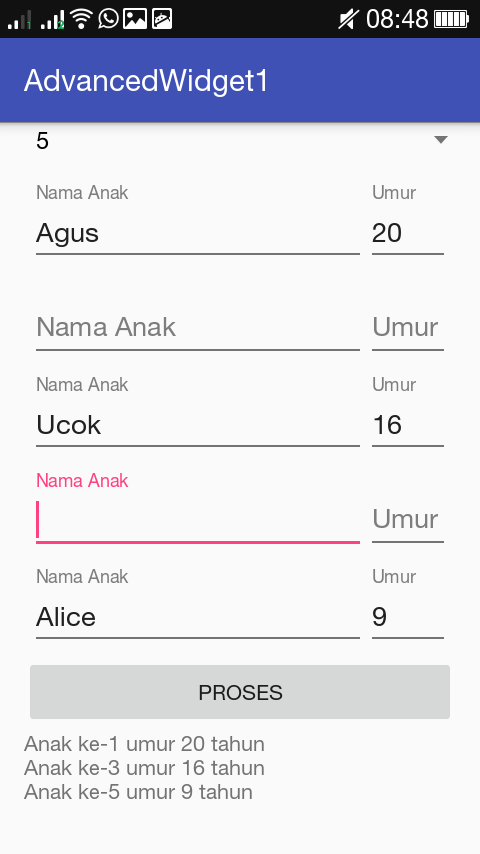 08:48
AdvancedWidget1
5
Nama Anak Umur
Agus 20
Nama Anak Umur
Nama Anak Umur
Ucok 16
Nama Anak
Umur
Nama Anak Umur
Alice 9
PROSES
Anak ke-1 umur 20 tahun
Anak ke-3 umur 16 tahun
Anak ke-5 umur 9 tahun